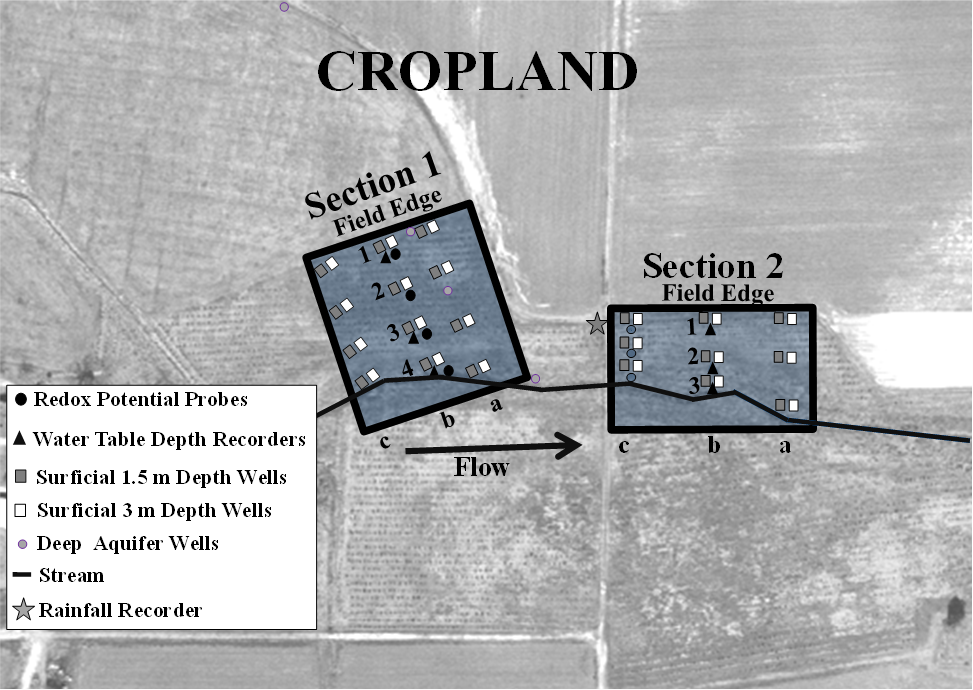 CROPLAND
Section 1
Field Edge
1
2
3
4
c
b
a
Flow
Section 2
Field Edge
1
2
3
c
b
a
Redox Potential Probes
Water Table Depth Recorders
Surficial 1.5 m Depth Wells
Surficial 3 m Depth Wells
Deep Aquifer Wells
Stream
Rainfall Recorder